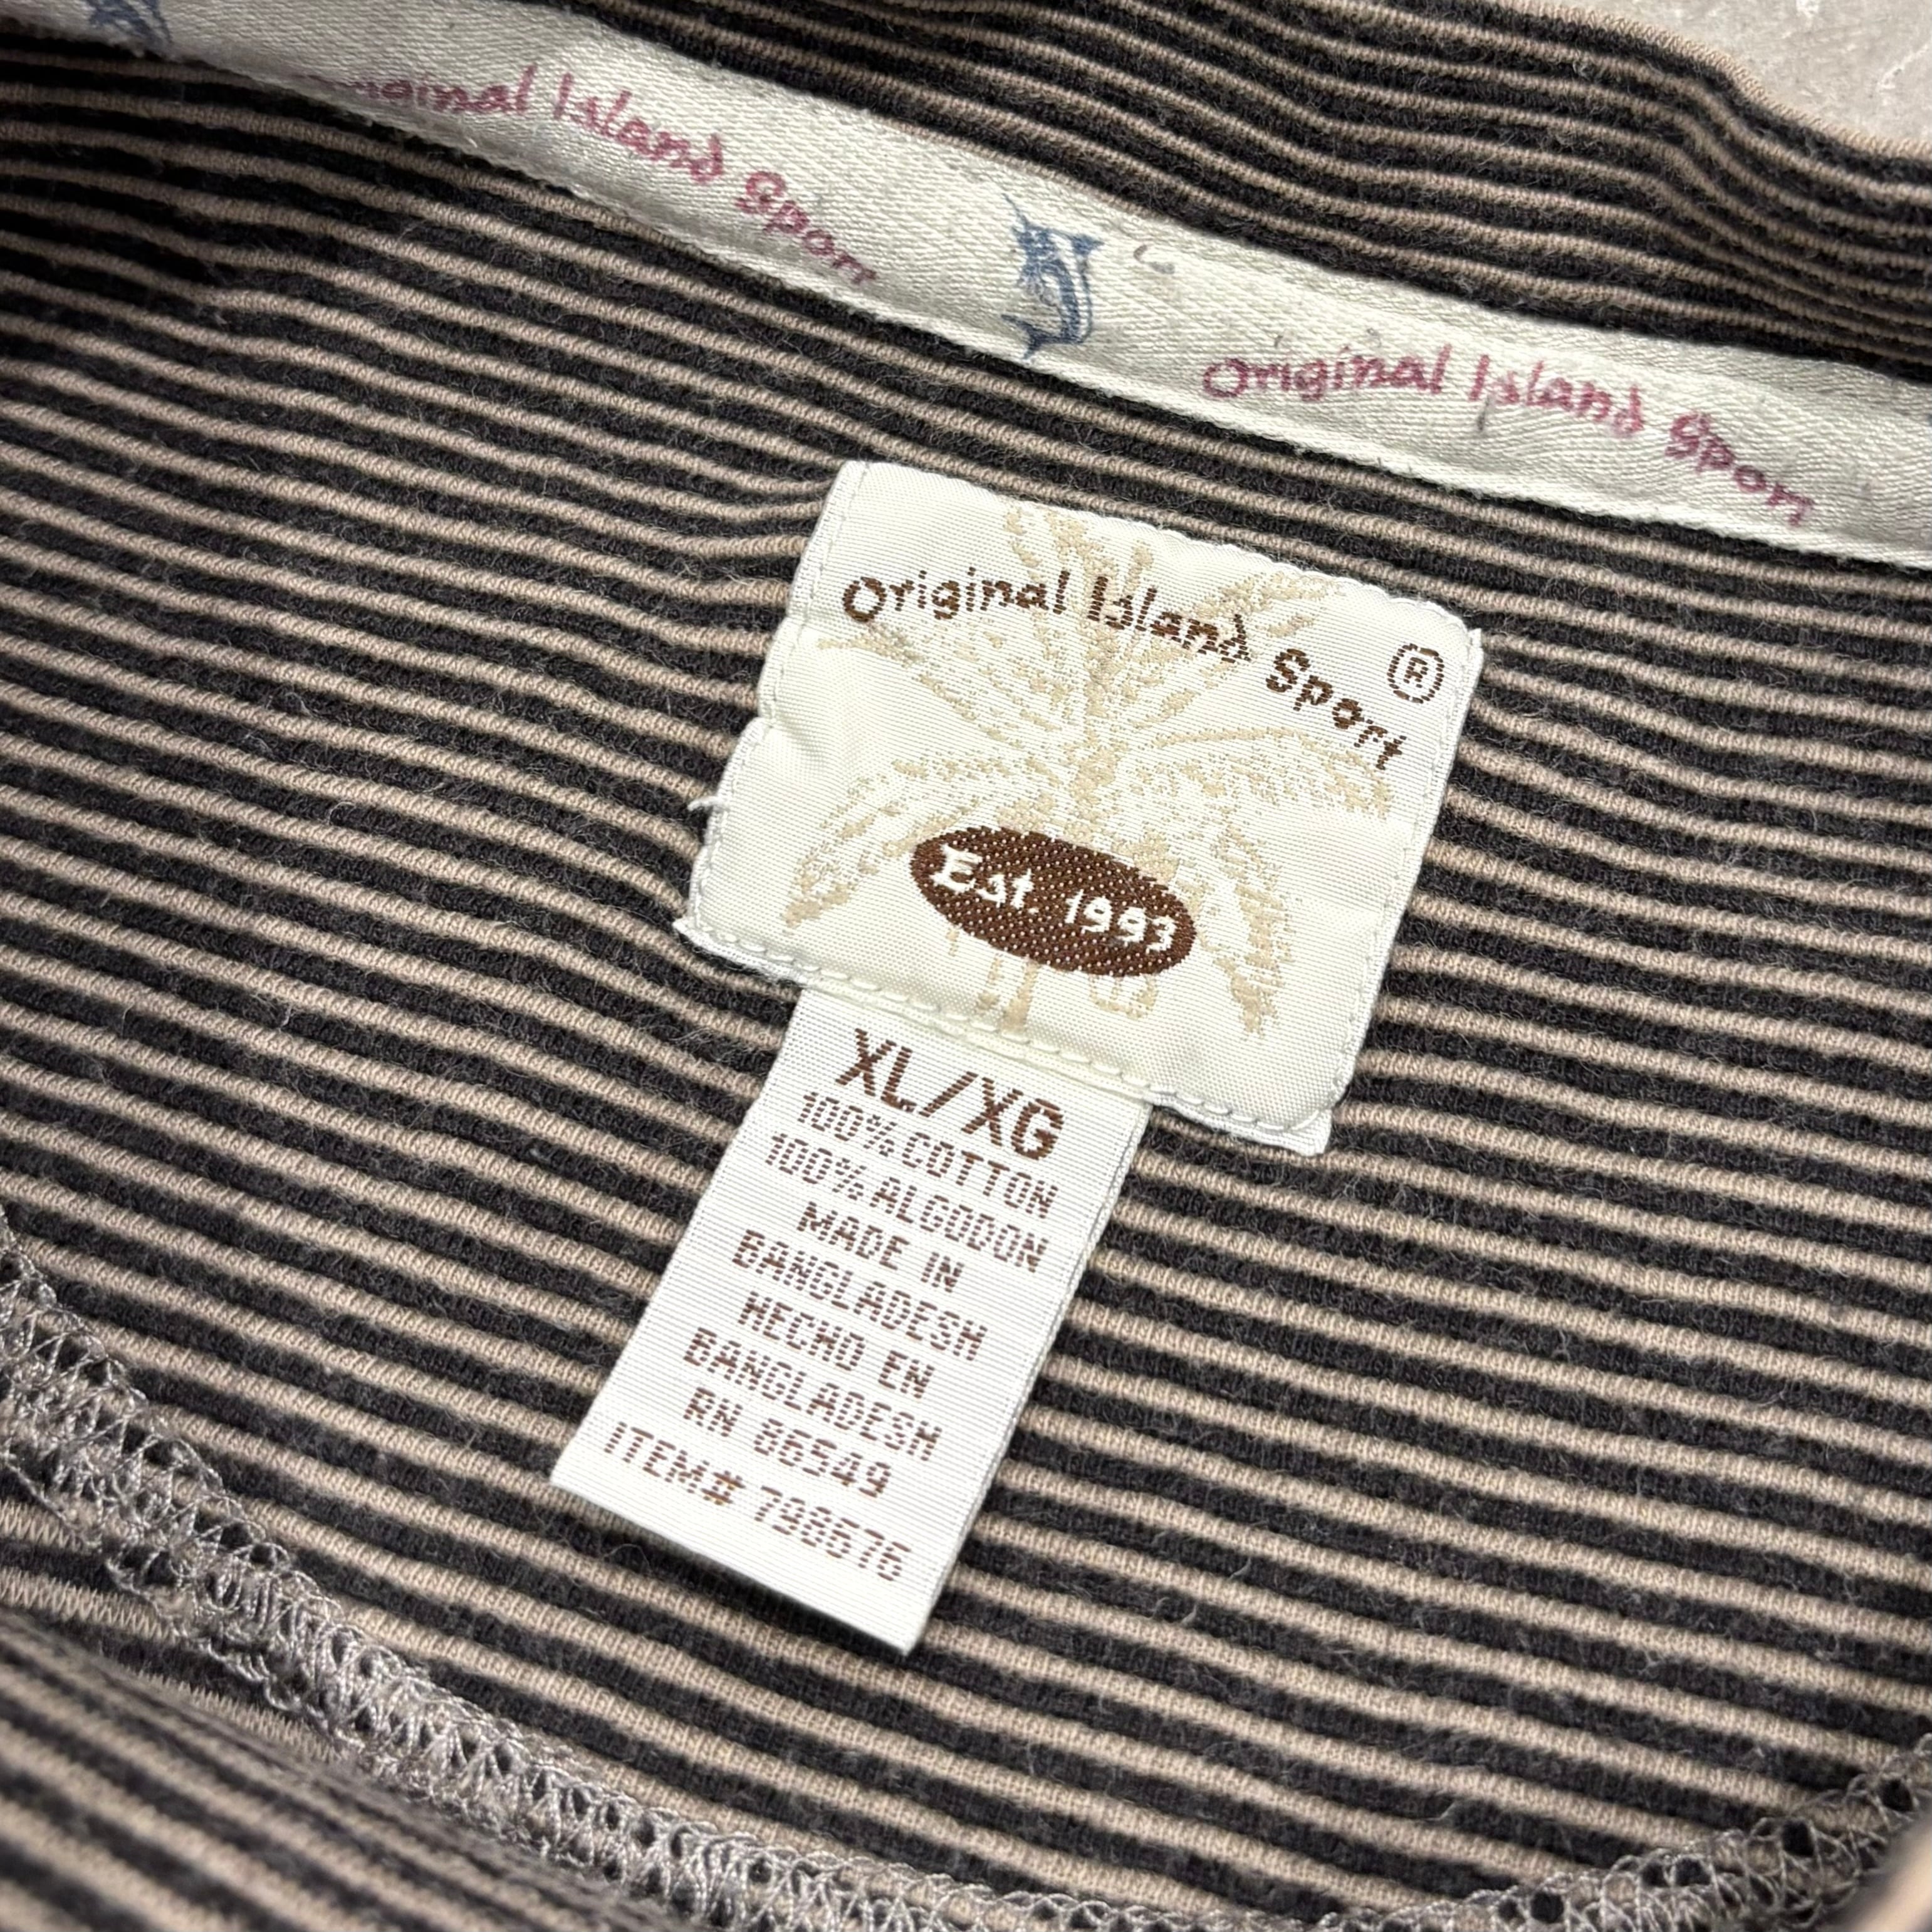 Original Island Sport
Original Island Sport
Original Island Sport ®
Est. 1993
XL/XG
100% COTTON
100% ALGODON
MADE IN
BANGLADESH
HECHO EN
BANGLADESH
RN 86549
ITEM# 798676